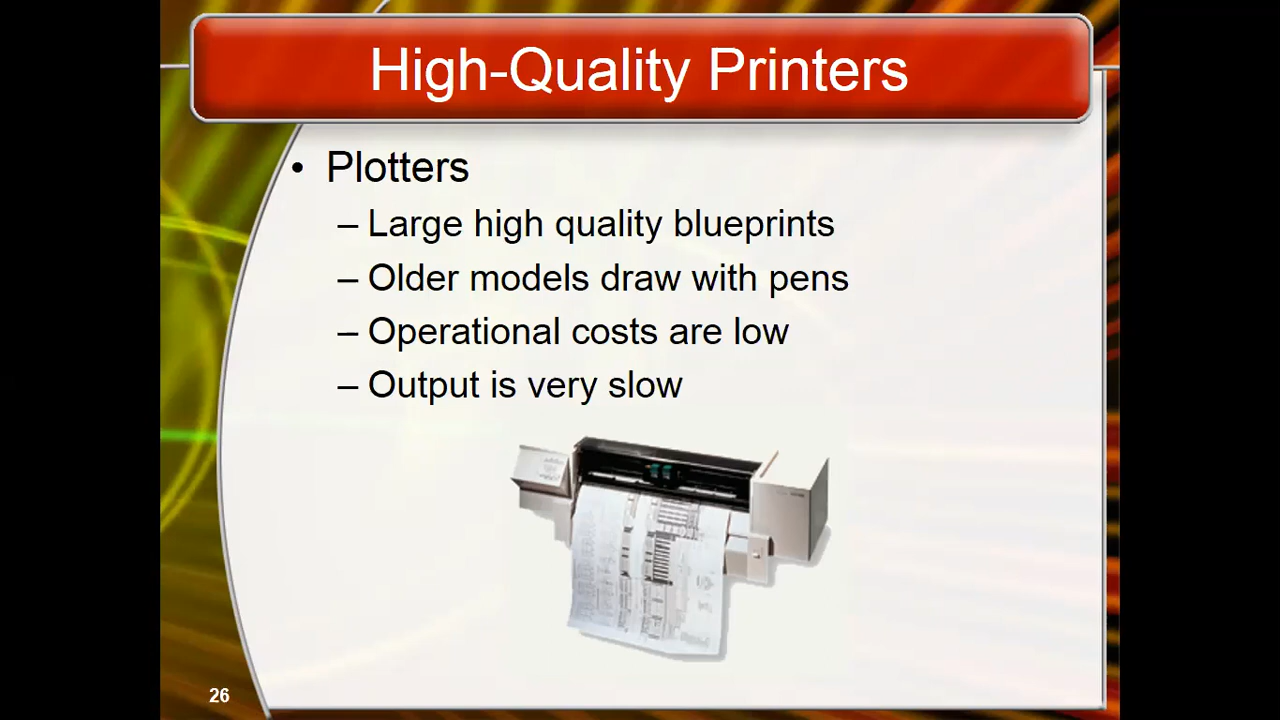 High-Quality Printers
• Plotters
– Large high quality blueprints
– Older models draw with pens
– Operational costs are low
– Output is very slow
26